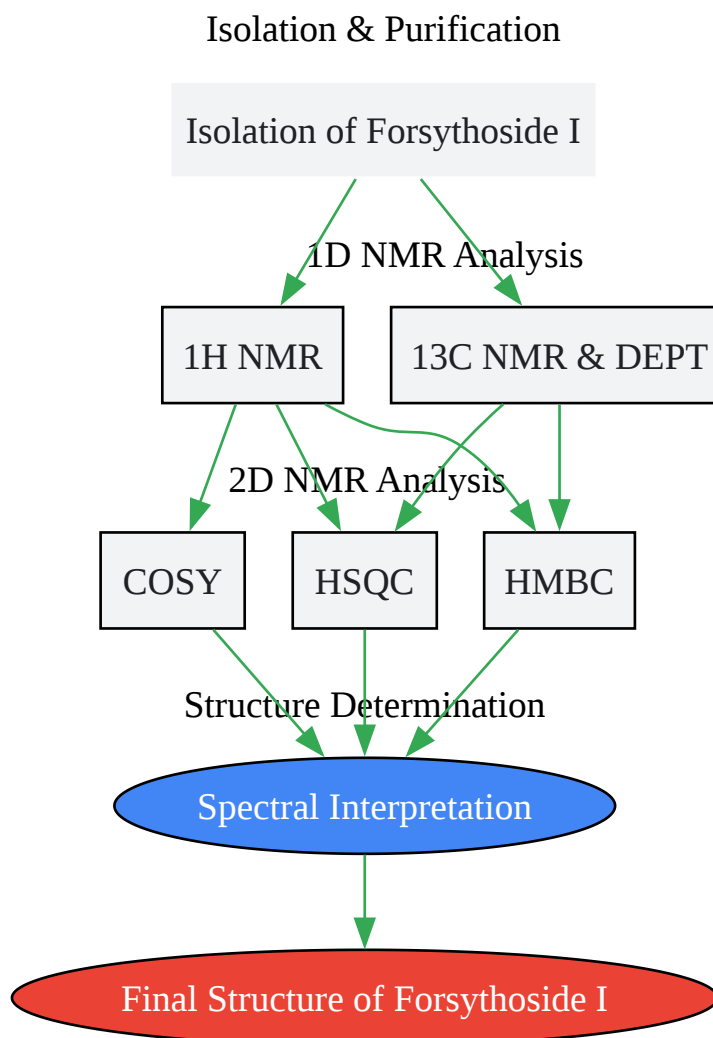 Isolation & Purification
Isolation of Forsythoside I
1D NMR Analysis
1H NMR
13C NMR & DEPT
2D NMR Analysis
COSY
HSQC
HMBC
Structure Determination
Spectral Interpretation
Final Structure of Forsythoside I